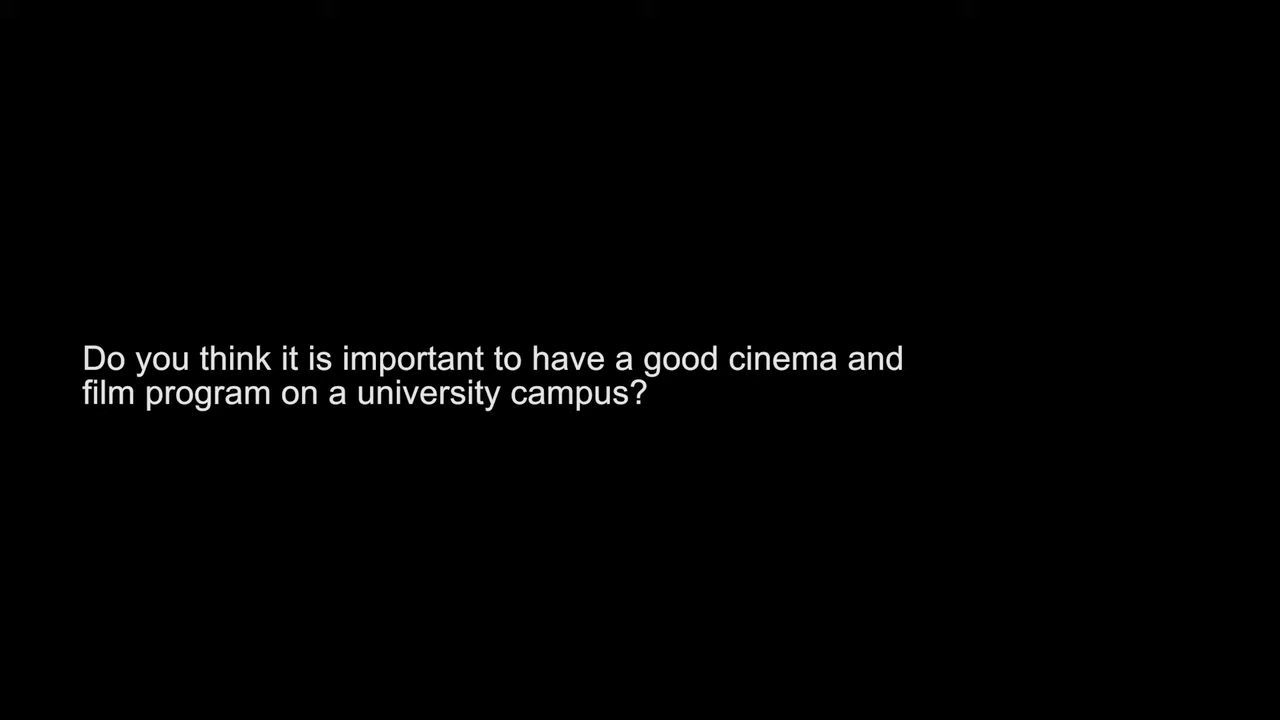 Do you think it is important to have a good cinema and
film program on a university campus?